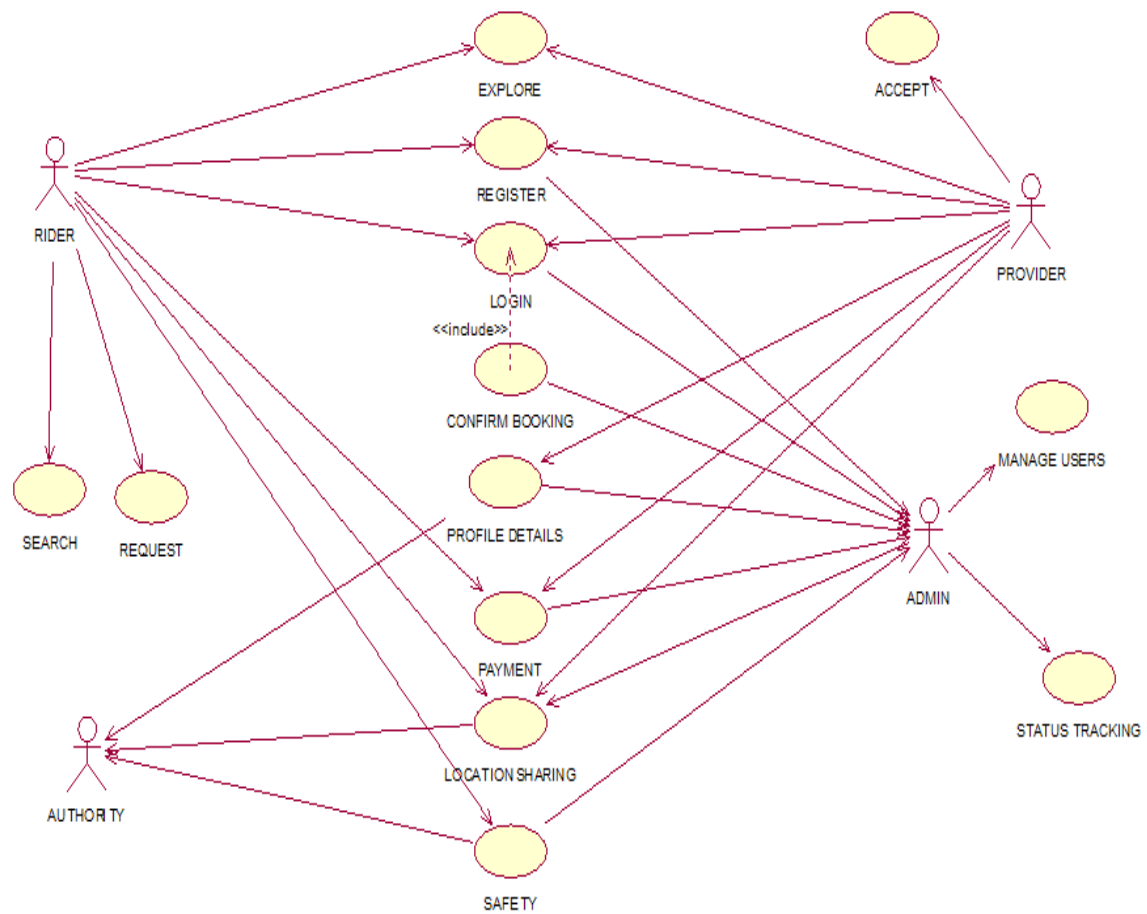 EXPLORE
ACCEPT
REGISTER
RIDER
PROVIDER
LOGIN
<<include>>
CONFIRM BOOKING
MANAGE USERS
SEARCH
REQUEST
PROFILE DETAILS
ADMIN
PAYMENT
STATUS TRACKING
LOCATION SHARING
AUTHORITY
SAFETY